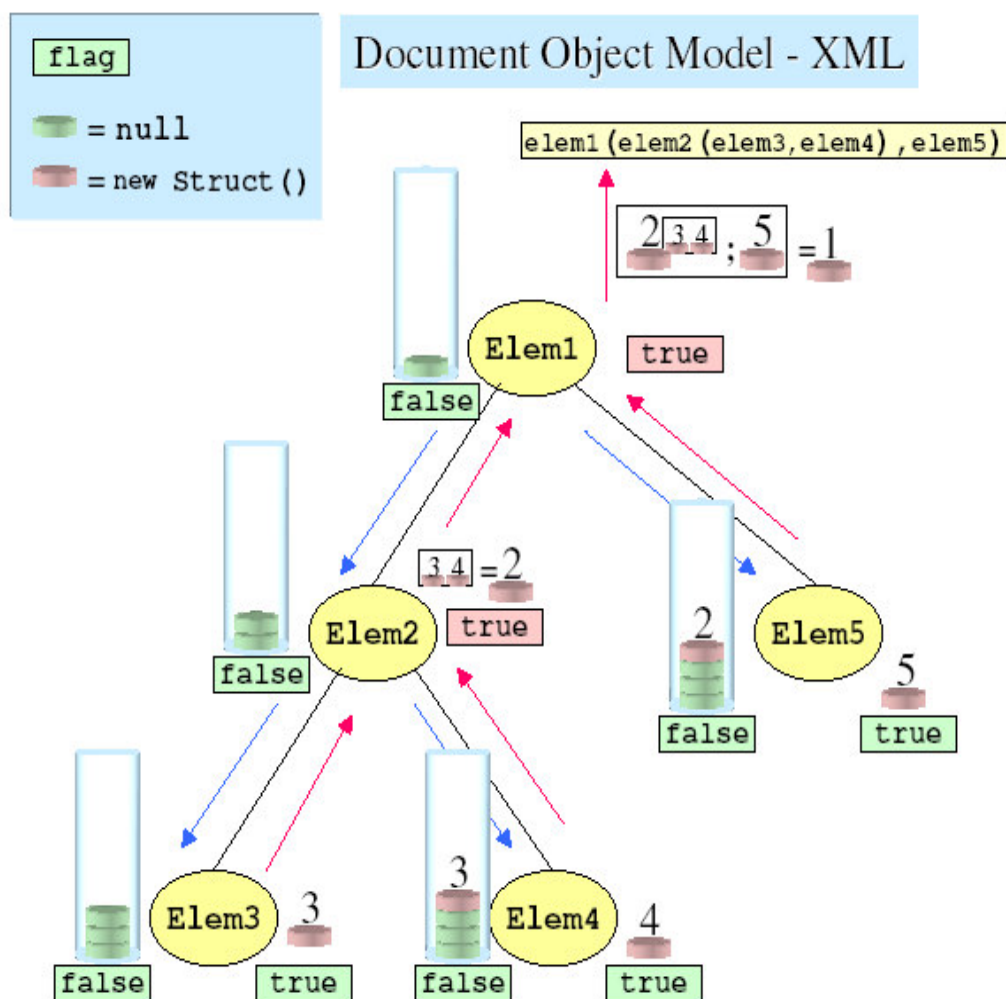 flag
Document Object Model - XML
= null
= new Struct()
elem1(elem2(elem3,elem4),elem5)
2 3 4 ; 5 = 1
Elem1
true
false
3 4 = 2
Elem2
true
false
2
Elem5
5
false
true
3
Elem3
3
Elem4
4
false
true
false
true